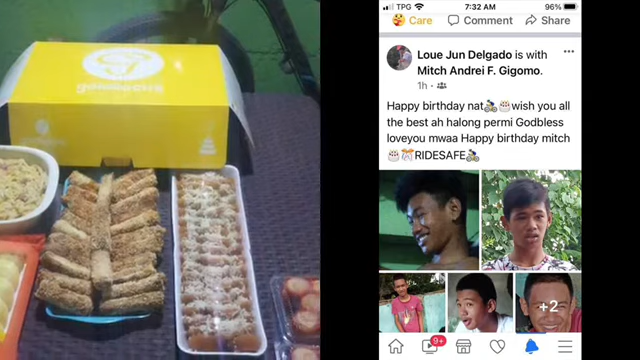 TPG
7:32 AM
96%
Care
Comment
Share
Loue Jun Delgado is with
Mitch Andrei F. Gigomo.
1h ·
Happy birthday nat🚴🎂wish you all
the best ah halong permi Godbless
loveyou mwaa Happy birthday mitch
🎂🎊RIDESAFE🚴
+2
9+